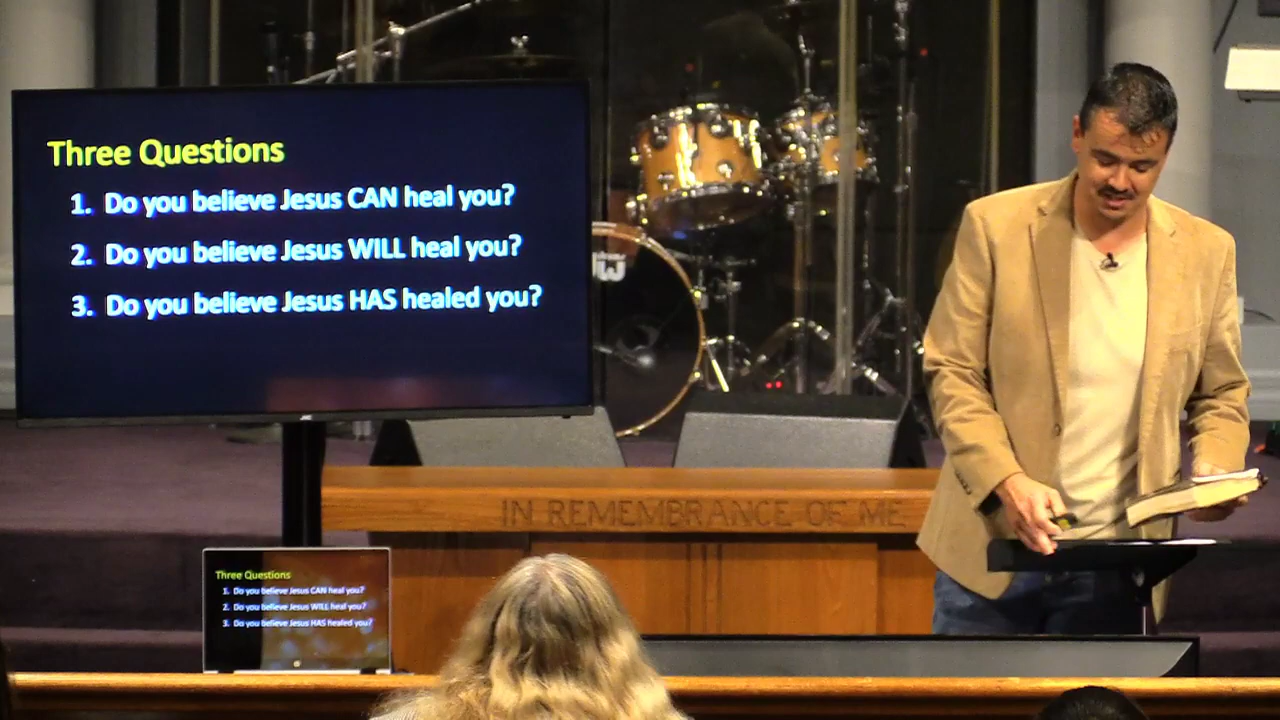 Three Questions
1. Do you believe Jesus CAN heal you?
2. Do you believe Jesus WILL heal you?
3. Do you believe Jesus HAS healed you?
JVC
DW
IN REMEMBRANCE OF ME
Three Questions
1. Do you believe Jesus CAN heal you?
2. Do you believe Jesus WILL heal you?
3. Do you believe Jesus HAS healed you?